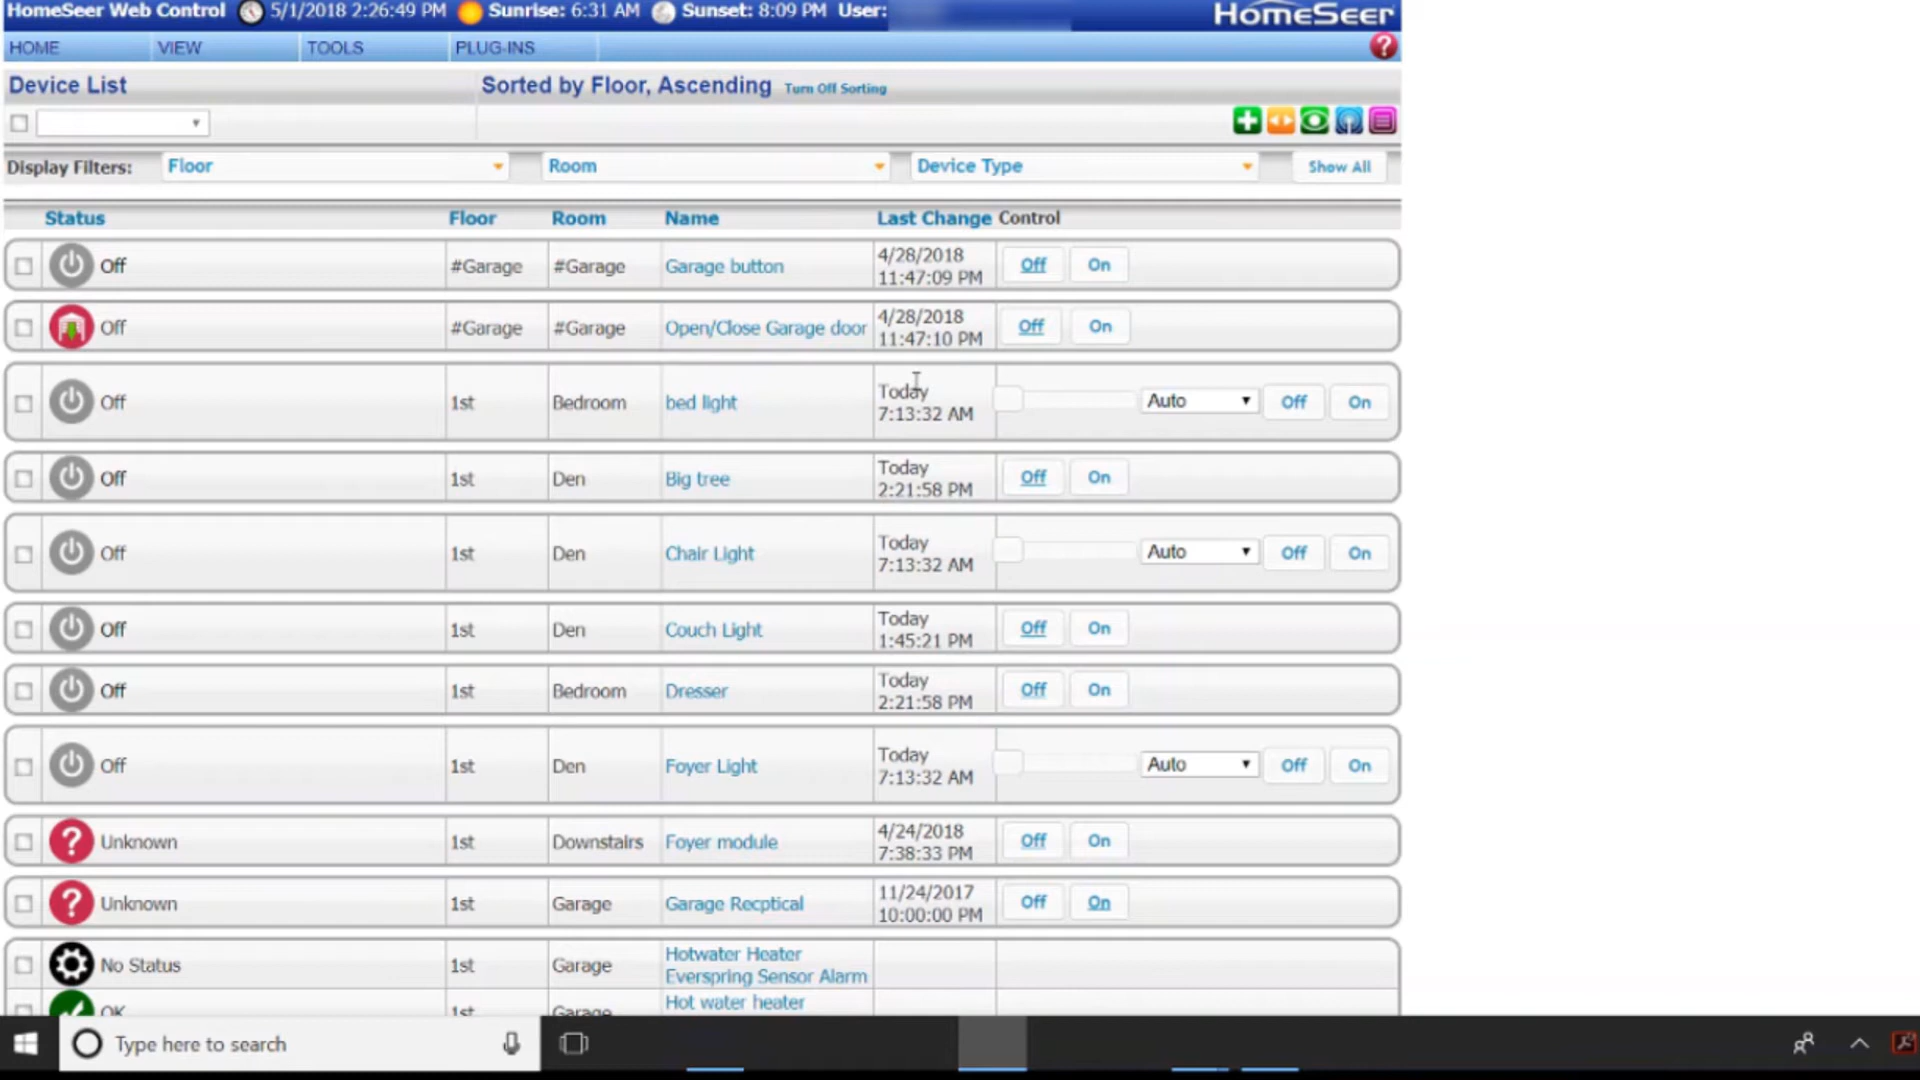 HomeSeer Web Control 5/1/2018 2:26:49 PM Sunrise: 6:31 AM Sunset: 8:09 PM User: HomeSeer
HOME VIEW TOOLS PLUG-INS ?
Device List Sorted by Floor, Ascending Turn Off Sorting
Display Filters: Floor Room Device Type Show All
Status Floor Room Name Last Change Control
Off #Garage #Garage Garage button 4/28/2018 11:47:09 PM Off On
Off #Garage #Garage Open/Close Garage door 4/28/2018 11:47:10 PM Off On
Off 1st Bedroom bed light Today 7:13:32 AM Auto Off On
Off 1st Den Big tree Today 2:21:58 PM Off On
Off 1st Den Chair Light Today 7:13:32 AM Auto Off On
Off 1st Den Couch Light Today 1:45:21 PM Off On
Off 1st Bedroom Dresser Today 2:21:58 PM Off On
Off 1st Den Foyer Light Today 7:13:32 AM Auto Off On
? Unknown 1st Downstairs Foyer module 4/24/2018 7:38:33 PM Off On
? Unknown 1st Garage Garage Recptical 11/24/2017 10:00:00 PM Off On
No Status 1st Garage Hotwater Heater Everspring Sensor Alarm
OK 1st Garage Hot water heater
Type here to search